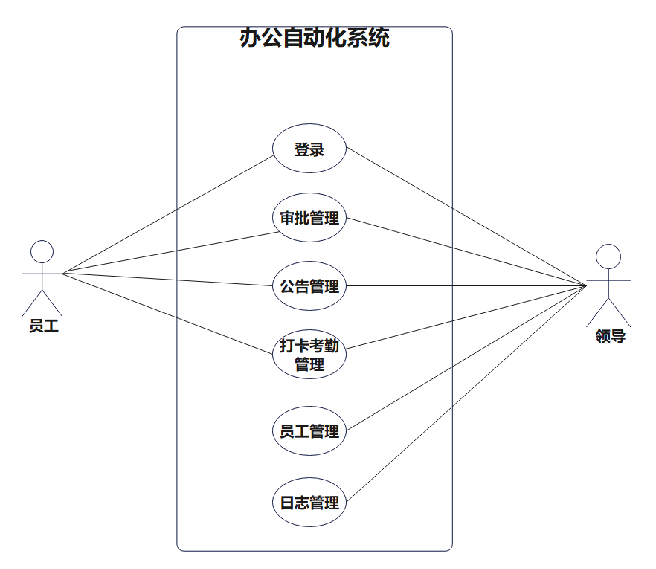 办公自动化系统
登录
审批管理
公告管理
打卡考勤
管理
员工管理
日志管理
员工
领导